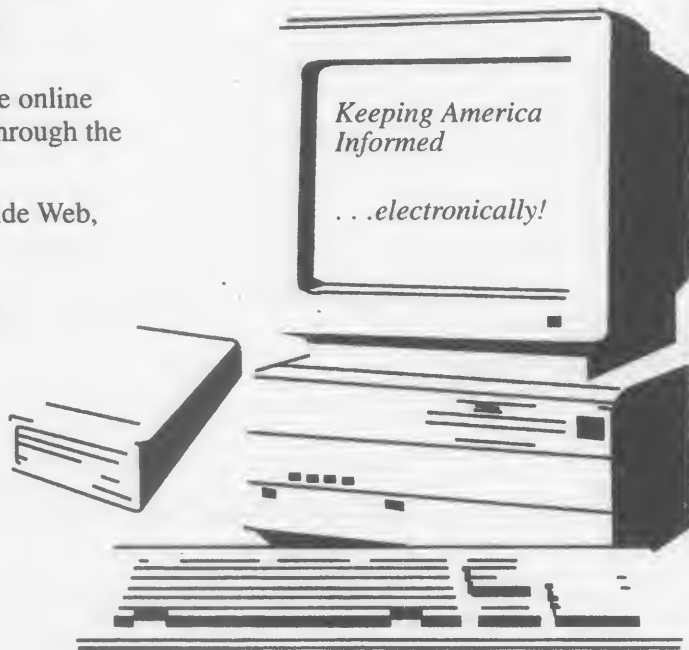 e online
hrough the
de Web,
Keeping America
Informed
. . .electronically!